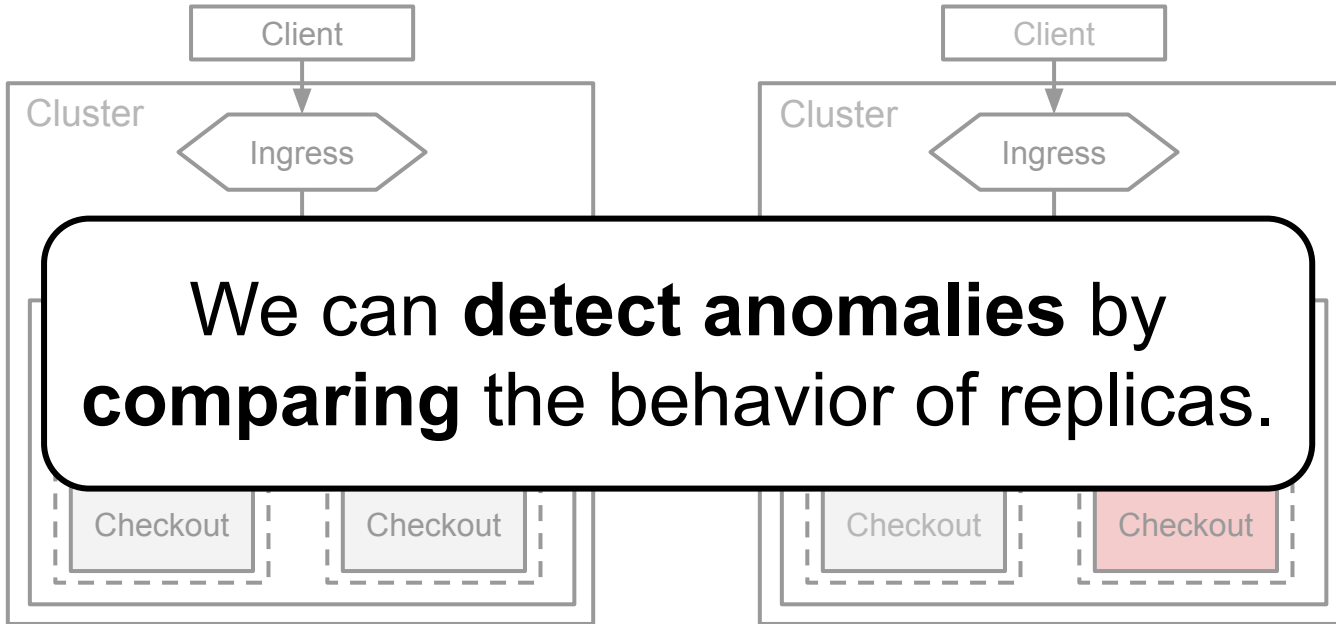 Client
Client
Cluster
Cluster
Ingress
Ingress
We can detect anomalies by
comparing the behavior of replicas.
Checkout
Checkout
Checkout
Checkout